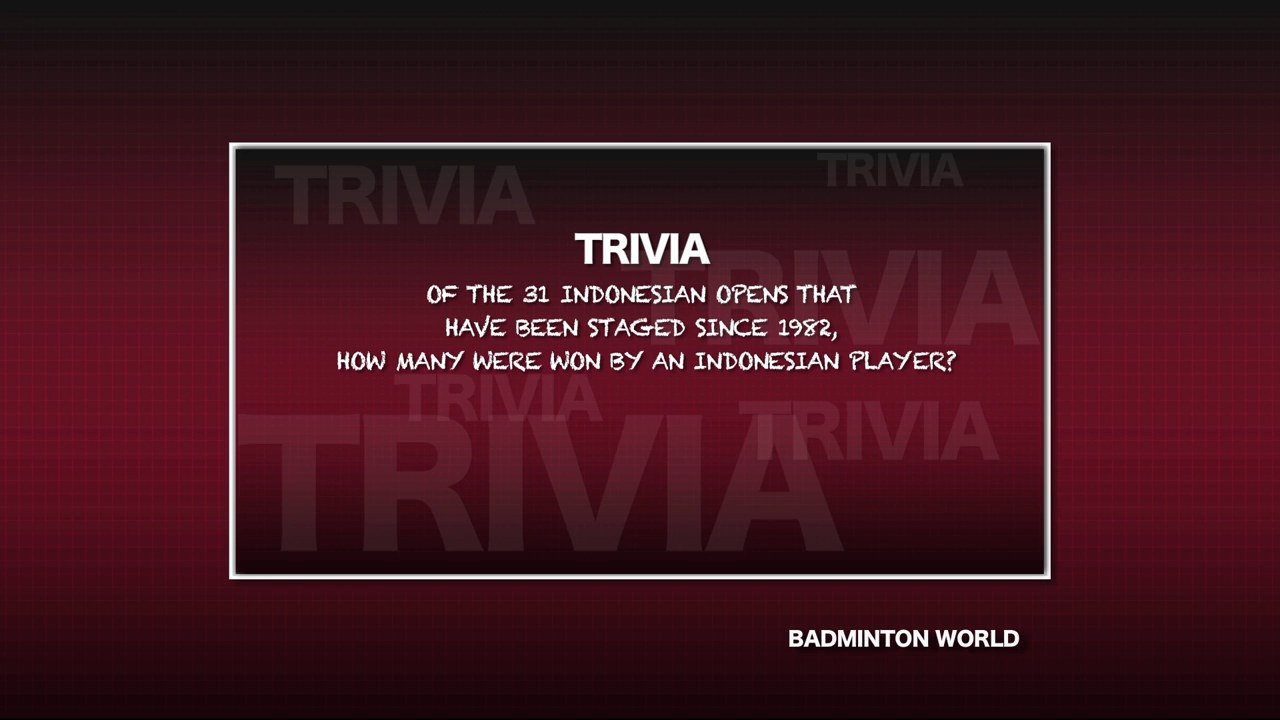 TRIVIA
TRIVIA
TRIVIA
TRIVIA
OF THE 31 INDONESIAN OPENS THAT
HAVE BEEN STAGED SINCE 1982,
HOW MANY WERE WON BY AN INDONESIAN PLAYER?
TRIVIA
TRIVIA
TRIVIA
BADMINTON WORLD